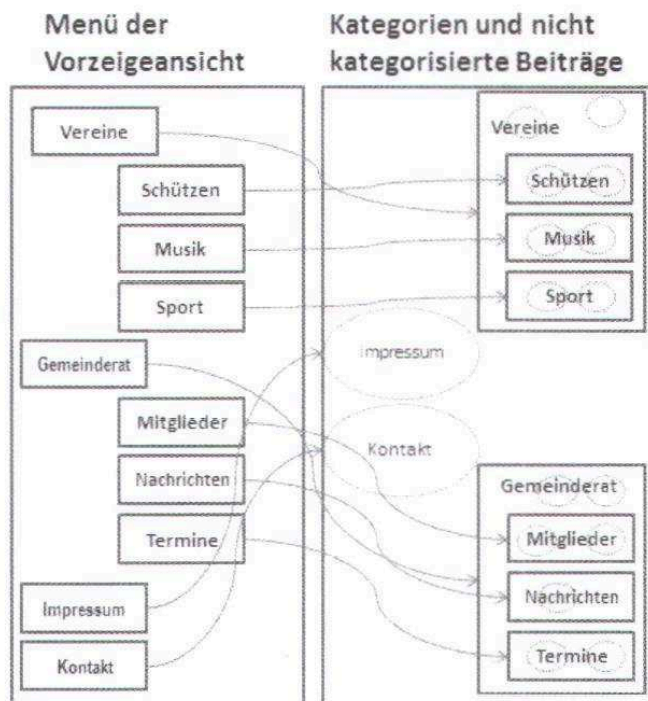 Menü der
Vorzeigeansicht
Vereine
Schützen
Musik
Sport
Gemeinderat
Mitglieder
Nachrichten
Termine
Impressum
Kontakt
Kategorien und nicht
kategorisierte Beiträge
Vereine
Schützen
Musik
Sport
Impressum
Kontakt
Gemeinderat
Mitglieder
Nachrichten
Termine